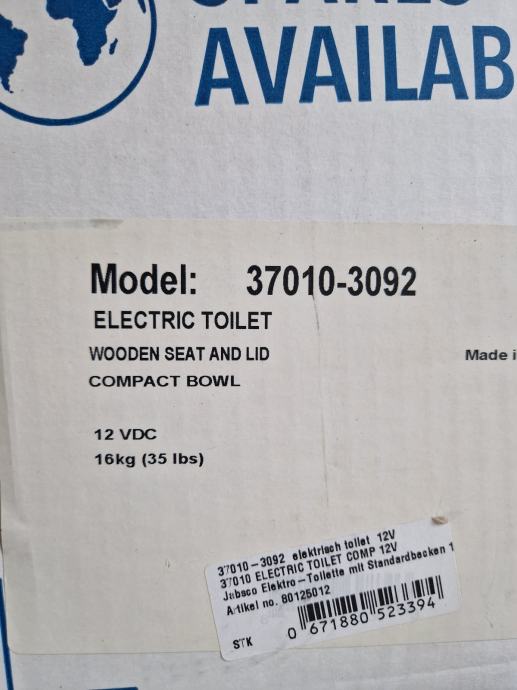 SPARES
AVAILAB
Model: 37010-3092
ELECTRIC TOILET
WOODEN SEAT AND LID
Made i
COMPACT BOWL
12 VDC
16kg (35 lbs)
37010-3092 elektrisch toilet 12V
37010 ELECTRIC TOILET COMP 12V
Jabsco Elektro-Toilette mit Standardbecken 1
Artikel no. 80125012
STK
0 671880 523394